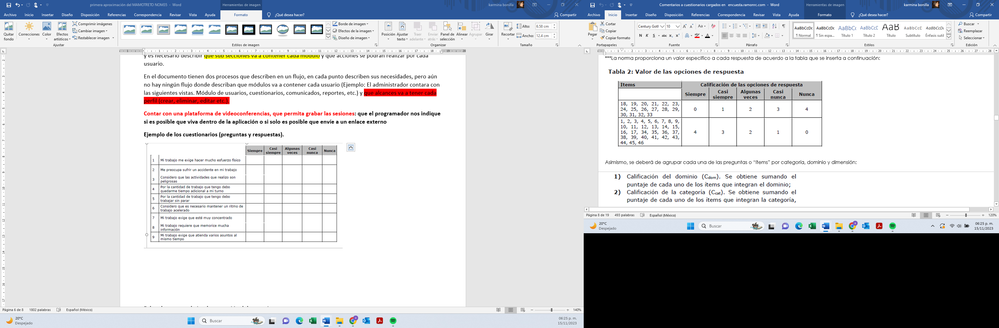 primera aproximación del MAMOTRETO NOM35 - Word
Herramientas de imagen
karmina bonilla
Archivo Inicio Insertar Diseño Disposición Referencias Correspondencia Revisar Vista Ayuda Formato ¿Qué desea hacer? Compartir
Quitar fondo
Correcciones
Color
Efectos artísticos
Comprimir imágenes
Cambiar imagen
Restablecer imagen
Ajustar
Estilos de imagen
Borde de imagen
Efectos de la imagen
Diseño de imagen
Posición
Ajustar texto
Traer adelante
Enviar atrás
Panel de selección
Alinear
Agrupar
Girar
Organizar
Recortar
Alto: 6.58 cm
Ancho: 12.4 cm
Tamaño
y es necesario describir que sub secciones va a contener cada módulo y que acciones se podrán realizar por cada
usuario.
En el documento tienen dos procesos que describen en un flujo, en cada punto describen sus necesidades, pero aún
no hay ningún flujo donde describan que módulos va a contener cada usuario (Ejemplo: El administrador contara con
las siguientes vistas. Módulo de usuarios, cuestionarios, comunicados, reportes, etc.) y que alcances va a tener cada
perfil (crear, eliminar, editar etc.).
Contar con una plataforma de videoconferencias, que permita grabar las sesiones: que el programador nos indique
si es posible que viva dentro de la aplicación o si solo es posible que envíe a un enlace externo
Ejemplo de los cuestionarios (preguntas y respuestas).
Siempre Casi siempre Algunas veces Casi nunca Nunca
1 Mi trabajo me exige hacer mucho esfuerzo físico
2 Me preocupa sufrir un accidente en mi trabajo
3 Considero que las actividades que realizo son
peligrosas
4 Por la cantidad de trabajo que tengo debo
quedarme tiempo adicional a mi turno
5 Por la cantidad de trabajo que tengo debo
trabajar sin parar
6 Considero que es necesario mantener un ritmo de
trabajo acelerado
7 Mi trabajo exige que esté muy concentrado
8 Mi trabajo requiere que memorice mucha
información
9 Mi trabajo exige que atienda varios asuntos al
mismo tiempo
Página 6 de 8 1802 palabras Español (México) 140%
20°C
Despejado
Buscar
06:25 p. m.
15/11/2023
Comentarios a cuestionarios cargados en encuesta.ramonrc.com - Word
Herramientas de imagen
karmina bonilla
Archivo Inicio Insertar Diseño Disposición Referencias Correspondencia Revisar Vista Ayuda Formato ¿Qué desea hacer? Compartir
Pegar
Cortar
Copiar
Copiar formato
Portapapeles
Century Gotl 10
N K S abc x₂ x²
Fuente
Párrafo
AaBbCcDc AaBbCcDc AaBbCc AaBbCcD AaB AaBbCcD AaBbCcDc
¶ Normal ¶ Sin espa... Título 1 Título 2 Título Subtítulo Énfasis sutil
Estilos
Buscar
Reemplazar
Seleccionar
Edición
***La norma proporciona un valor especifico a cada respuesta de acuerdo a la tabla que se inserta a continuación:
Tabla 2: Valor de las opciones de respuesta
Ítems Calificación de las opciones de respuesta
Siempre Casi siempre Algunas veces Casi nunca Nunca
18, 19, 20, 21, 22, 23,
24, 25, 26, 27, 28, 29,
30, 31, 32, 33
0 1 2 3 4
1, 2, 3, 4, 5, 6, 7, 8, 9,
10, 11, 12, 13, 14, 15,
16, 17, 34, 35, 36, 37,
38, 39, 40, 41, 42, 43,
44, 45, 46
4 3 2 1 0
Asimismo, se deberá de agrupar cada una de las preguntas o “ítems” por categoría, dominio y dimensión:
1) Calificación del dominio (Cdom). Se obtiene sumando el
puntaje de cada uno de los ítems que integran el dominio;
2) Calificación de la categoría (Ccat). Se obtiene sumando el
puntaje de cada uno de los ítems que integran la categoría,
Página 8 de 19 493 palabras Español (México) 120%
20°C
Despejado
Buscar
06:25 p. m.
15/11/2023